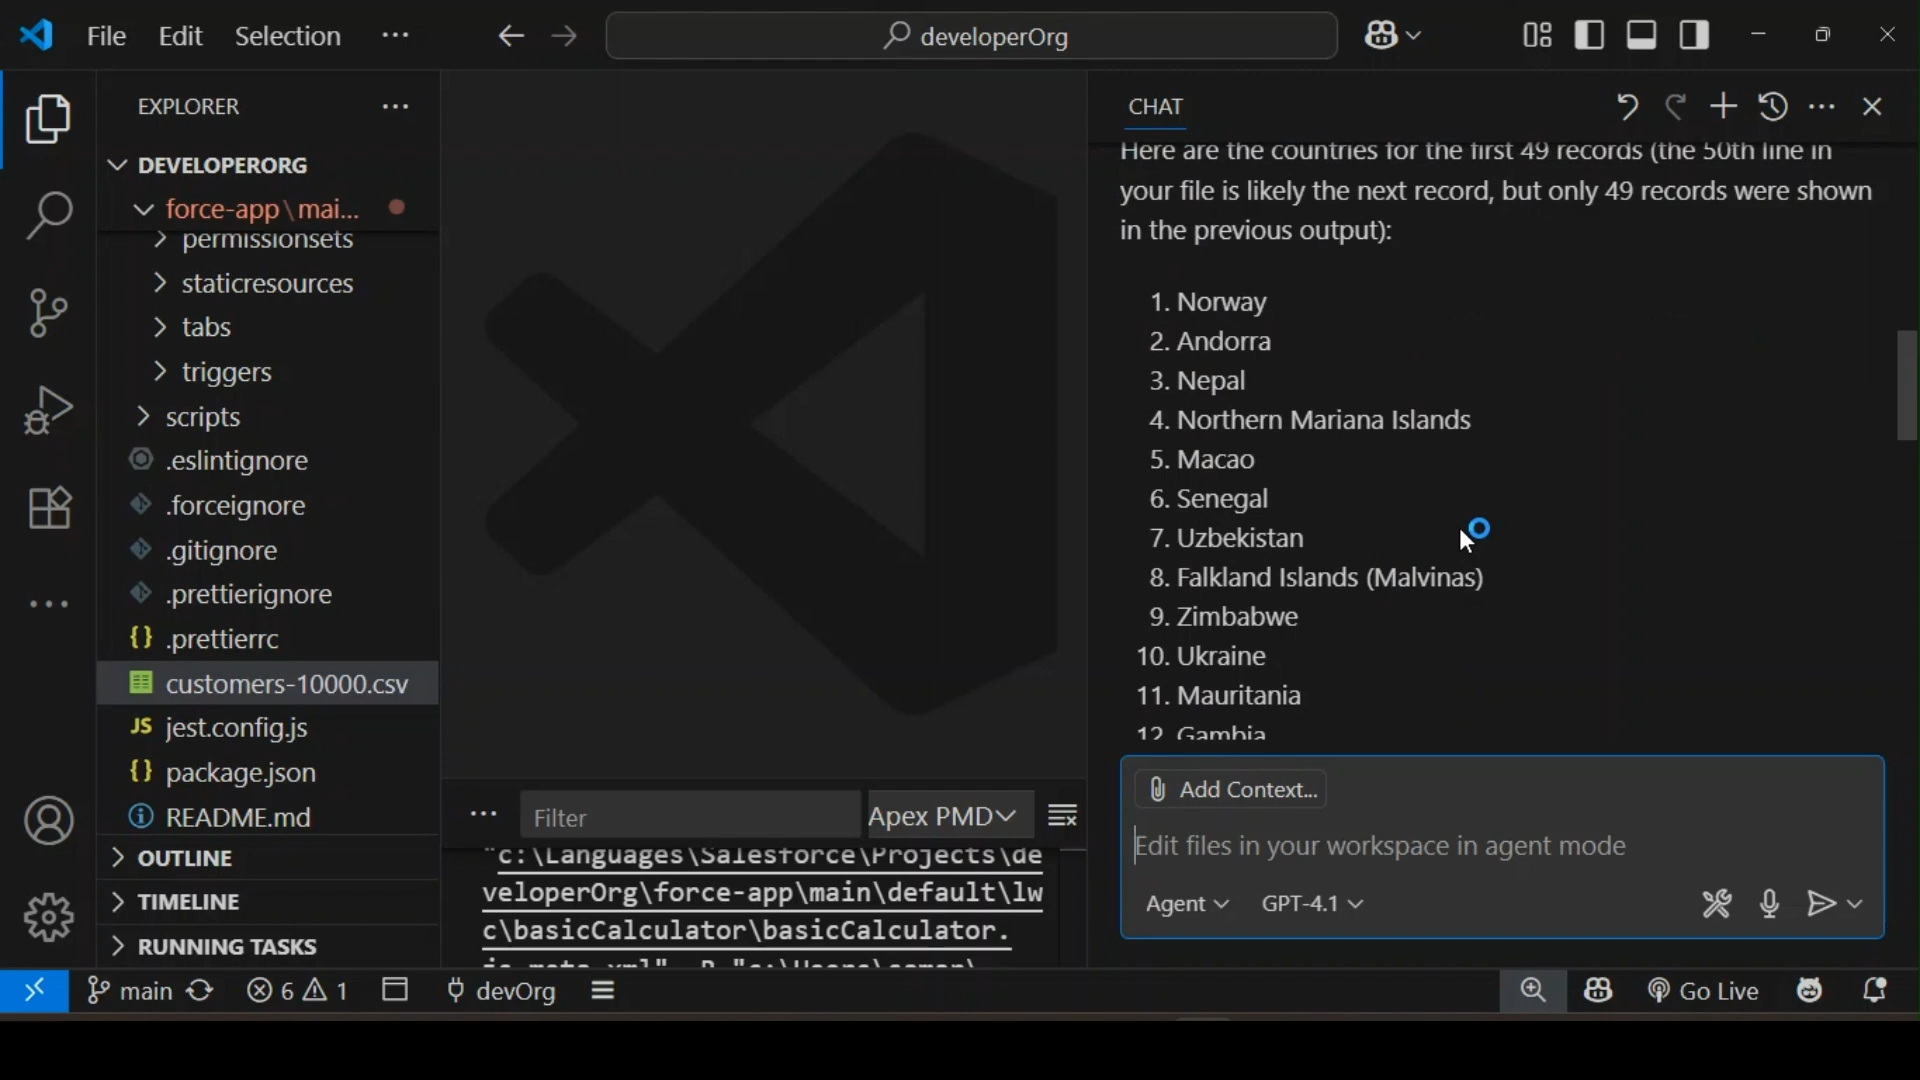 File Edit Selection ···
developerOrg
EXPLORER ···
DEVELOPERORG
force-app\mai...
permissionsets
staticresources
tabs
triggers
scripts
.eslintignore
.forceignore
.gitignore
.prettierignore
{} .prettierrc
customers-10000.csv
JS jest.config.js
{} package.json
README.md
OUTLINE
TIMELINE
RUNNING TASKS
··· Filter Apex PMD
"c:\Languages\Salesforce\Projects\de
veloperOrg\force-app\main\default\lw
c\basicCalculator\basicCalculator.
js-meta.xml" -R "c:\Users\
CHAT
Here are the countries for the first 49 records (the 50th line in
your file is likely the next record, but only 49 records were shown
in the previous output):
1. Norway
2. Andorra
3. Nepal
4. Northern Mariana Islands
5. Macao
6. Senegal
7. Uzbekistan
8. Falkland Islands (Malvinas)
9. Zimbabwe
10. Ukraine
11. Mauritania
12. Gambia
Add Context...
Edit files in your workspace in agent mode
Agent GPT-4.1
main 6 1 devOrg Go Live